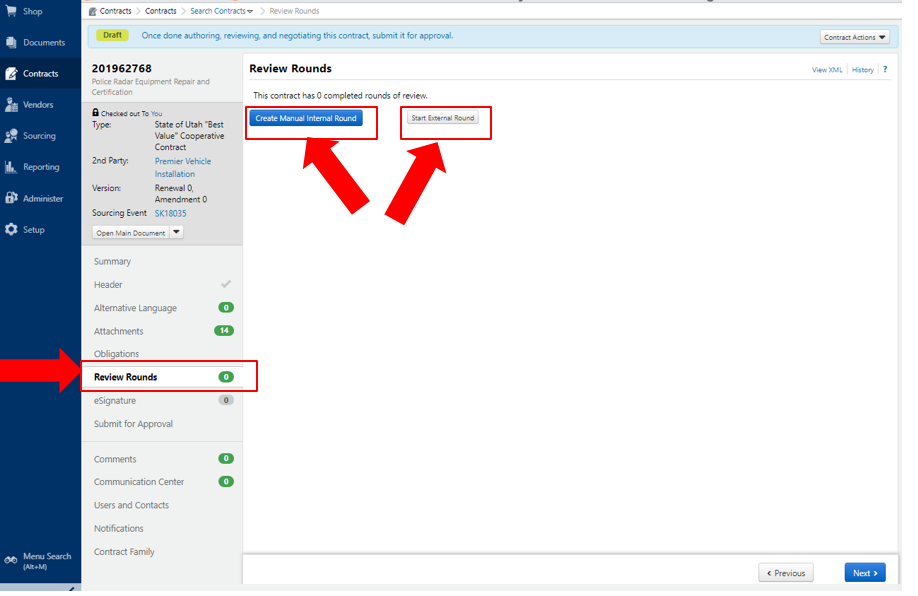 Shop
Documents
Contracts
Vendors
Sourcing
Reporting
Administer
Setup
Menu Search
(Alt+M)
Contracts > Contracts > Search Contracts > Review Rounds
Draft
Once done authoring, reviewing, and negotiating this contract, submit it for approval.
Contract Actions
201962768
Police Radar Equipment Repair and
Certification
Checked out To You
Type: State of Utah "Best
Value" Cooperative
Contract
2nd Party: Premier Vehicle
Installation
Version: Renewal 0,
Amendment 0
Sourcing Event SK18035
Open Main Document
Summary
Header
Alternative Language 0
Attachments 14
Obligations
Review Rounds 0
eSignature 0
Submit for Approval
Comments 0
Communication Center 0
Users and Contacts
Notifications
Contract Family
Review Rounds
View XML History ?
This contract has 0 completed rounds of review.
Create Manual Internal Round
Start External Round
< Previous
Next >